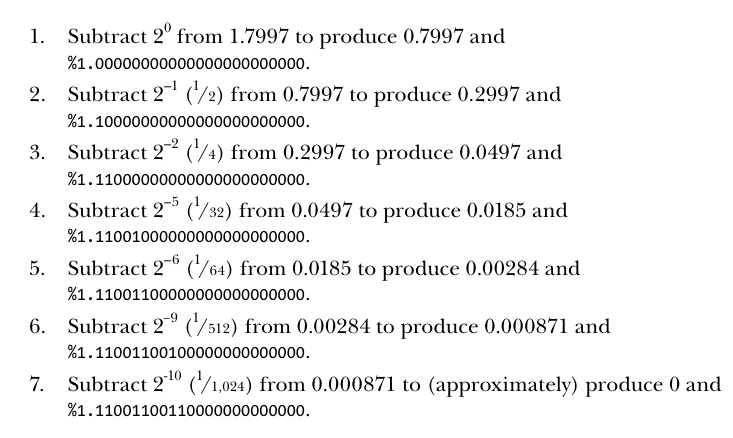 1. Subtract 2⁰ from 1.7997 to produce 0.7997 and
%1.00000000000000000000000.
2. Subtract 2⁻¹ (¹/₂) from 0.7997 to produce 0.2997 and
%1.10000000000000000000000.
3. Subtract 2⁻² (¹/₄) from 0.2997 to produce 0.0497 and
%1.11000000000000000000000.
4. Subtract 2⁻⁵ (¹/₃₂) from 0.0497 to produce 0.0185 and
%1.11001000000000000000000.
5. Subtract 2⁻⁶ (¹/₆₄) from 0.0185 to produce 0.00284 and
%1.11001100000000000000000.
6. Subtract 2⁻⁹ (¹/₅₁₂) from 0.00284 to produce 0.000871 and
%1.11001100100000000000000.
7. Subtract 2⁻¹⁰ (¹/₁,₀₂₄) from 0.000871 to (approximately) produce 0 and
%1.11001100110000000000000.